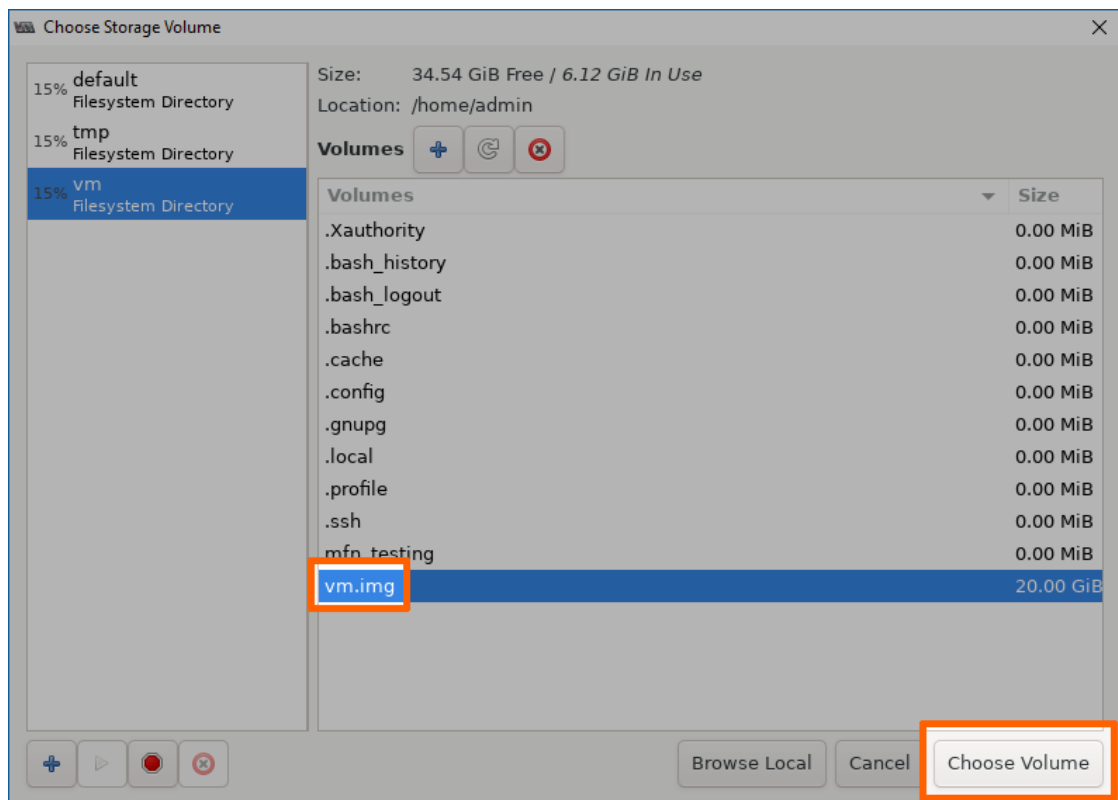 Choose Storage Volume
15% default
Filesystem Directory
15% tmp
Filesystem Directory
15% vm
Filesystem Directory
Size: 34.54 GiB Free / 6.12 GiB In Use
Location: /home/admin
Volumes
Volumes Size
.Xauthority 0.00 MiB
.bash_history 0.00 MiB
.bash_logout 0.00 MiB
.bashrc 0.00 MiB
.cache 0.00 MiB
.config 0.00 MiB
.gnupg 0.00 MiB
.local 0.00 MiB
.profile 0.00 MiB
.ssh 0.00 MiB
mfn_testing 0.00 MiB
vm.img 20.00 GiB
Browse Local Cancel Choose Volume